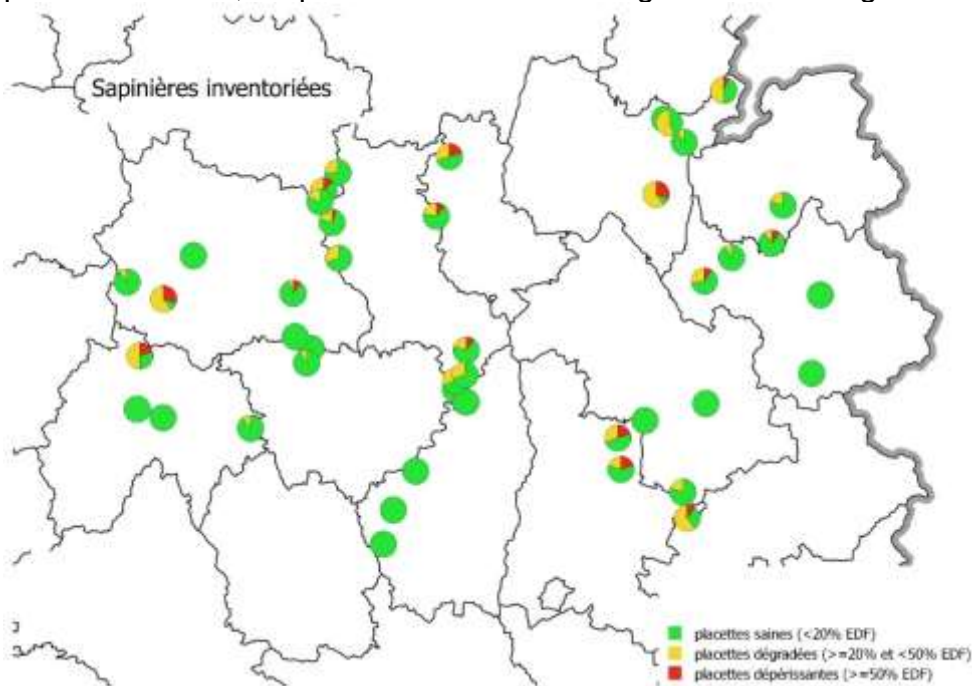 Sapinières inventoriées
placettes saines (<20% EDF)
placettes dégradées (>=20% et <50% EDF)
placettes dépérissantes (>=50% EDF)